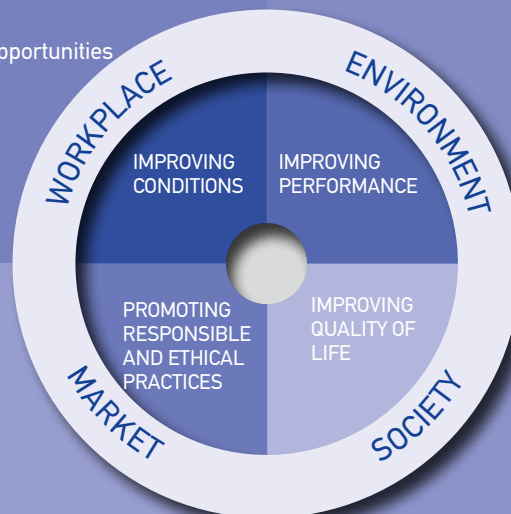 opportunities
WORKPLACE
ENVIRONMENT
IMPROVING
CONDITIONS
IMPROVING
PERFORMANCE
PROMOTING
RESPONSIBLE
AND ETHICAL
PRACTICES
IMPROVING
QUALITY OF
LIFE
MARKET
SOCIETY